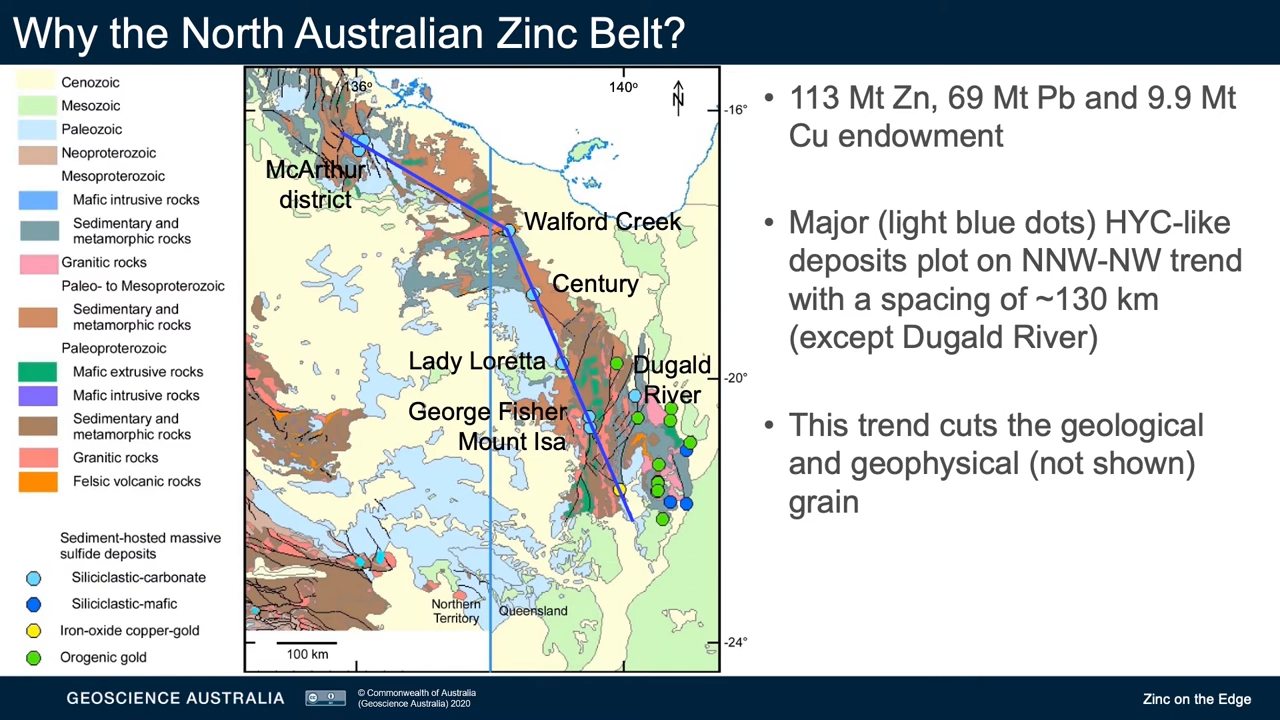 Why the North Australian Zinc Belt?
Cenozoic
Mesozoic
Paleozoic
Neoproterozoic
Mesoproterozoic
Mafic intrusive rocks
Sedimentary and
metamorphic rocks
Granitic rocks
Paleo- to Mesoproterozoic
Sedimentary and
metamorphic rocks
Paleoproterozoic
Mafic extrusive rocks
Mafic intrusive rocks
Sedimentary and
metamorphic rocks
Granitic rocks
Felsic volcanic rocks
Sediment-hosted massive
sulfide deposits
Siliciclastic-carbonate
Siliciclastic-mafic
Iron-oxide copper-gold
Orogenic gold
136º
140º
N
-16º
-20º
-24º
McArthur
district
Walford Creek
Century
Lady Loretta
Dugald
River
George Fisher
Mount Isa
Northern
Territory
Queensland
100 km
• 113 Mt Zn, 69 Mt Pb and 9.9 Mt
Cu endowment
• Major (light blue dots) HYC-like
deposits plot on NNW-NW trend
with a spacing of ~130 km
(except Dugald River)
• This trend cuts the geological
and geophysical (not shown)
grain
GEOSCIENCE AUSTRALIA
© Commonwealth of Australia
(Geoscience Australia) 2020
Zinc on the Edge